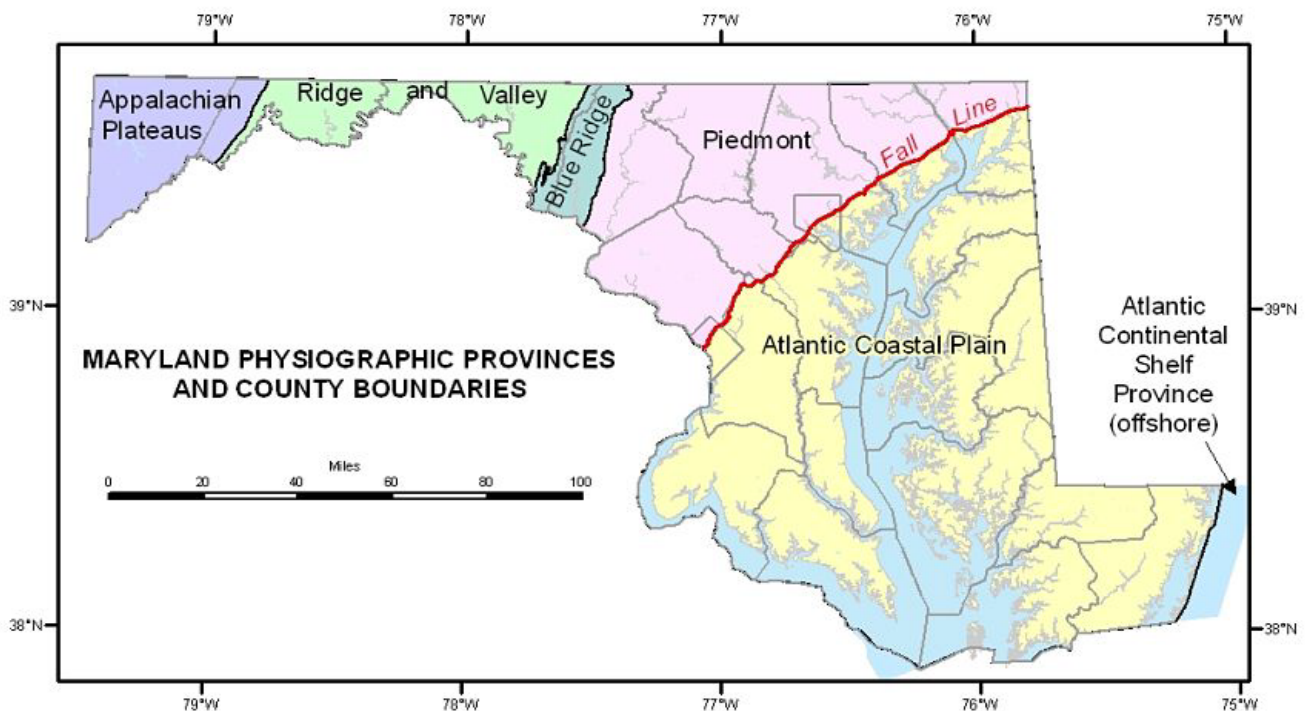 79°W 78°W 77°W 76°W 75°W
Appalachian
Plateaus
Ridge and Valley
Blue Ridge
Piedmont
Fall Line
39°N
39°N
MARYLAND PHYSIOGRAPHIC PROVINCES
AND COUNTY BOUNDARIES
Atlantic Coastal Plain
Atlantic
Continental
Shelf
Province
(offshore)
Miles
0 20 40 60 80 100
38°N
38°N
79°W 78°W 77°W 76°W 75°W